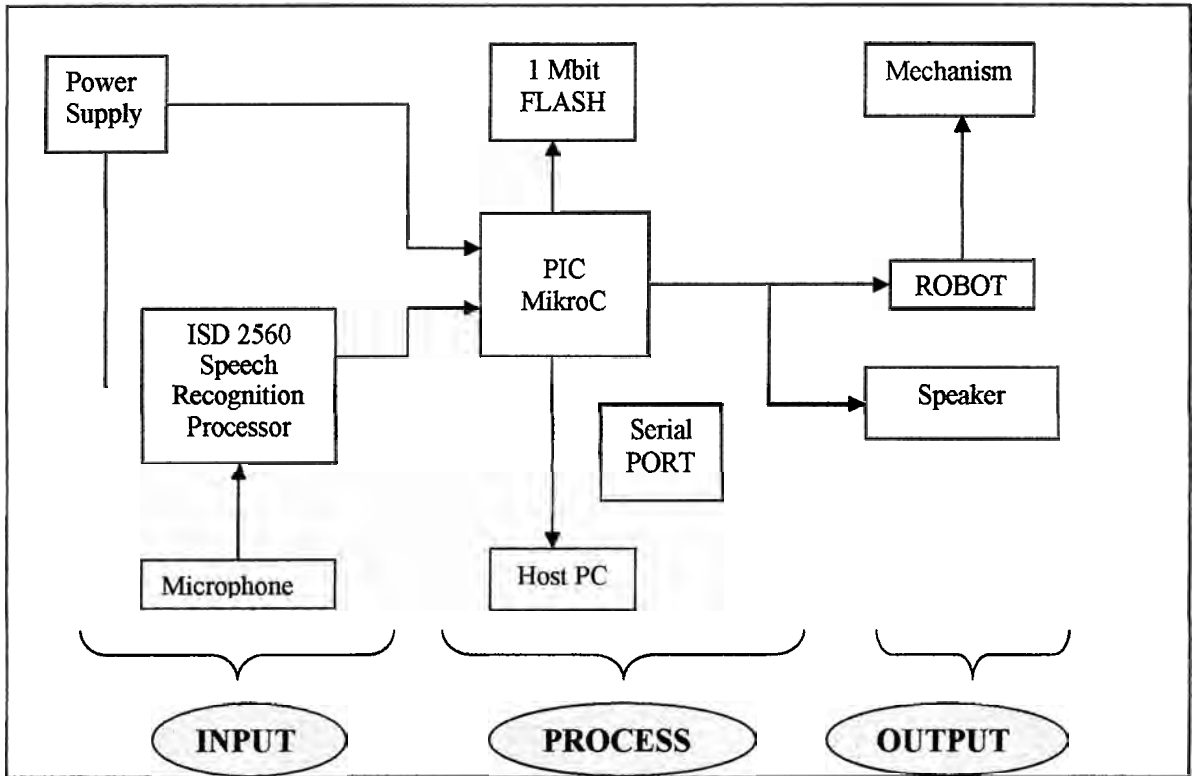 Power
Supply
1 Mbit
FLASH
Mechanism
PIC
MikroC
ROBOT
ISD 2560
Speech
Recognition
Processor
Speaker
Serial
PORT
Microphone
Host PC
INPUT
PROCESS
OUTPUT